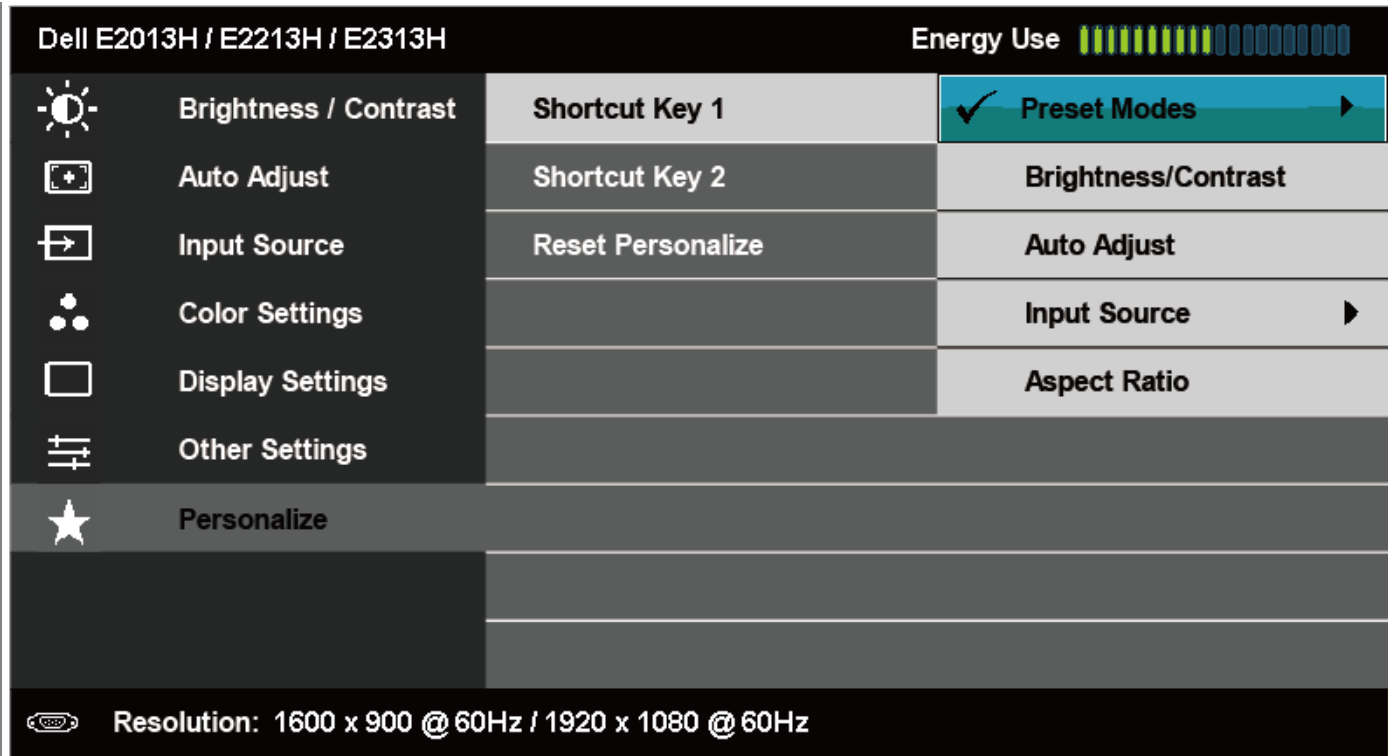 Dell E2013H / E2213H / E2313H Energy Use
Brightness / Contrast Shortcut Key 1 Preset Modes
Auto Adjust Shortcut Key 2 Brightness/Contrast
Input Source Reset Personalize Auto Adjust
Color Settings Input Source
Display Settings Aspect Ratio
Other Settings
Personalize
Resolution: 1600 x 900 @ 60Hz / 1920 x 1080 @ 60Hz